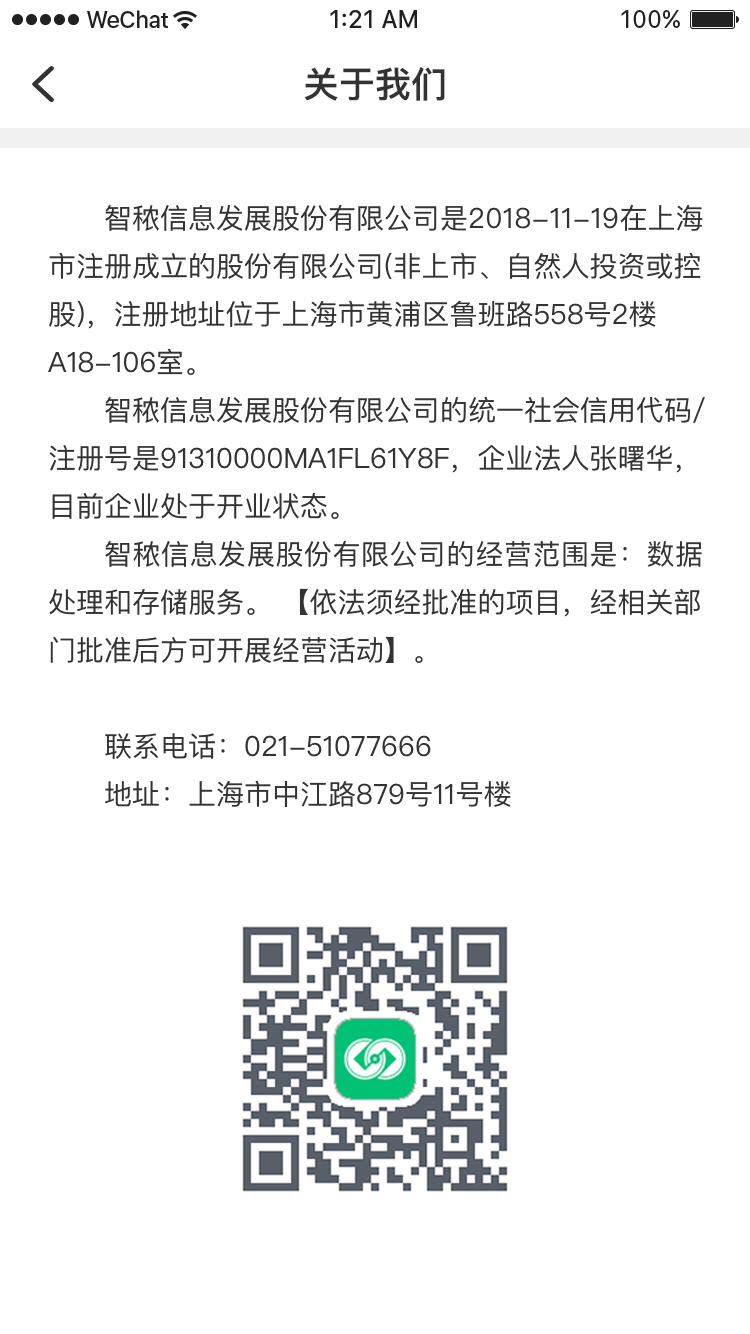 WeChat 1:21 AM 100%
关于我们
智秾信息发展股份有限公司是2018-11-19在上海
市注册成立的股份有限公司(非上市、自然人投资或控
股)，注册地址位于上海市黄浦区鲁班路558号2楼
A18-106室。
智秾信息发展股份有限公司的统一社会信用代码/
注册号是91310000MA1FL61Y8F，企业法人张曙华，
目前企业处于开业状态。
智秾信息发展股份有限公司的经营范围是：数据
处理和存储服务。 【依法须经批准的项目，经相关部
门批准后方可开展经营活动】。
联系电话：021-51077666
地址：上海市中江路879号11号楼